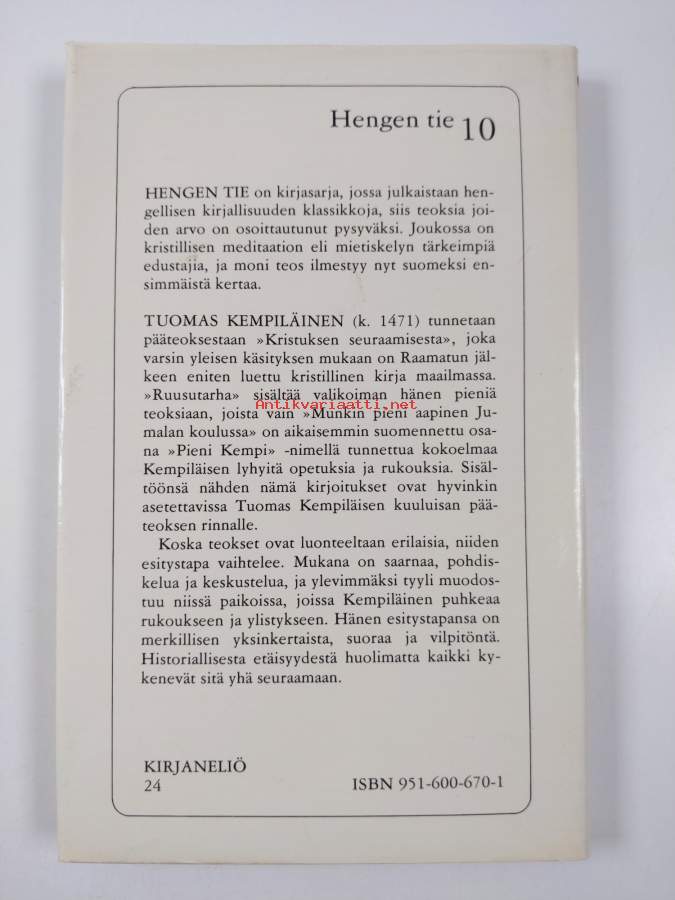 Hengen tie 10
HENGEN TIE on kirjasarja, jossa julkaistaan hen-
gellisen kirjallisuuden klassikkoja, siis teoksia joi-
den arvo on osoittautunut pysyväksi. Joukossa on
kristillisen meditaation eli mietiskelyn tärkeimpiä
edustajia, ja moni teos ilmestyy nyt suomeksi en-
simmäistä kertaa.
TUOMAS KEMPILÄINEN (k. 1471) tunnetaan
pääteoksestaan »Kristuksen seuraamisesta», joka
varsin yleisen käsityksen mukaan on Raamatun jäl-
keen eniten luettu kristillinen kirja maailmassa.
»Ruusutarha» sisältää valikoiman hänen pieniä
Antikvariaatti.net
teoksiaan, joista vain »Munkin pieni aapinen Ju-
malan koulussa» on aikaisemmin suomennettu osa-
na »Pieni Kempi» -nimellä tunnettua kokoelmaa
Kempiläisen lyhyitä opetuksia ja rukouksia. Sisäl-
töönsä nähden nämä kirjoitukset ovat hyvinkin
asetettavissa Tuomas Kempiläisen kuuluisan pää-
teoksen rinnalle.
Koska teokset ovat luonteeltaan erilaisia, niiden
esitystapa vaihtelee. Mukana on saarnaa, pohdis-
kelua ja keskustelua, ja ylevimmäksi tyyli muodos-
tuu niissä paikoissa, joissa Kempiläinen puhkeaa
rukoukseen ja ylistykseen. Hänen esitystapansa on
merkillisen yksinkertaista, suoraa ja vilpitöntä.
Historiallisesta etäisyydestä huolimatta kaikki ky-
kenevät sitä yhä seuraamaan.
KIRJANELIÖ
24 ISBN 951-600-670-1